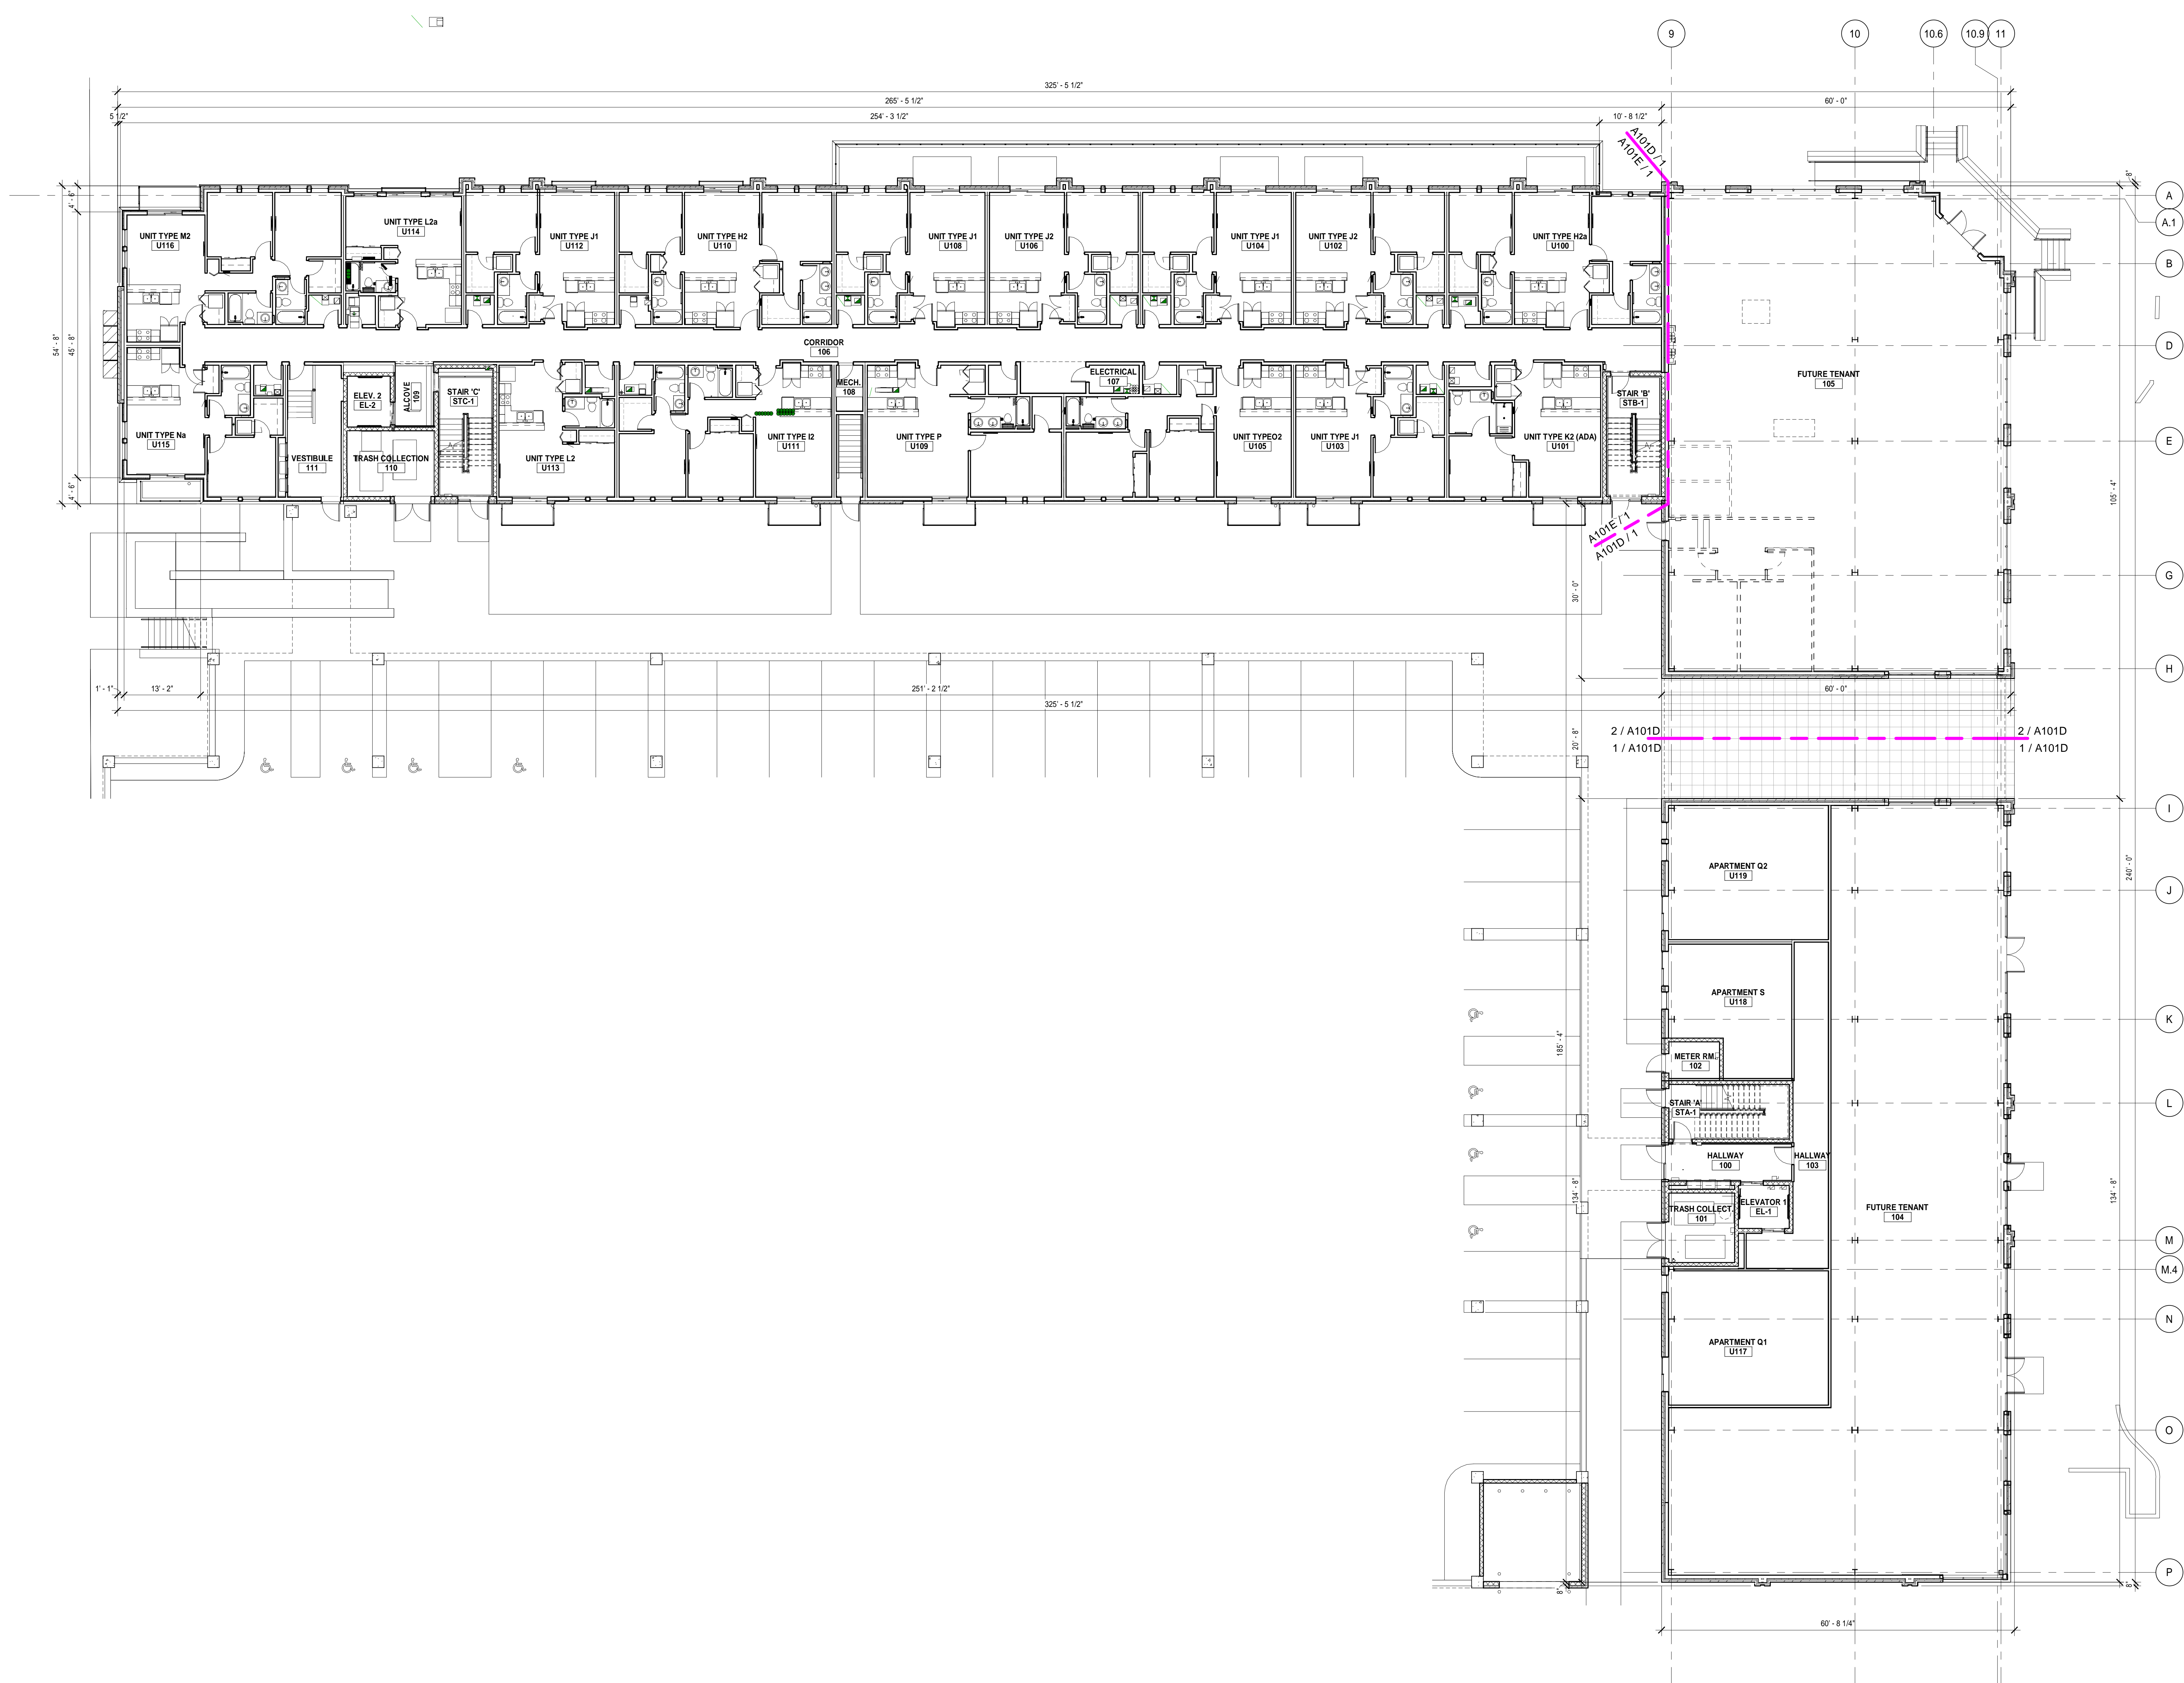 9
10
10.6
10.9
11
325' - 5 1/2"
265' - 5 1/2"
60' - 0"
5 1/2"
254' - 3 1/2"
10' - 8 1/2"
A101D / 1
A101E / 1
8"
A
A.1
B
D
E
G
H
I
J
K
L
M
M.4
N
O
P
4' - 6"
54' - 8"
45' - 8"
4' - 6"
UNIT TYPE M2
U116
UNIT TYPE L2a
U114
UNIT TYPE J1
U112
UNIT TYPE H2
U110
UNIT TYPE J1
U108
UNIT TYPE J2
U106
UNIT TYPE J1
U104
UNIT TYPE J2
U102
UNIT TYPE H2a
U100
CORRIDOR
106
FUTURE TENANT
105
UNIT TYPE Na
U115
VESTIBULE
111
ELEV. 2
EL-2
ALCOVE
109
TRASH COLLECTION
110
STAIR 'C'
STC-1
UNIT TYPE L2
U113
UNIT TYPE I2
U111
MECH.
108
UNIT TYPE P
U109
ELECTRICAL
107
UNIT TYPEO2
U105
UNIT TYPE J1
U103
UNIT TYPE K2 (ADA)
U101
STAIR 'B'
STB-1
A101E / 1
A101D / 1
105' - 4"
30' - 0"
1' - 1"
13' - 2"
251' - 2 1/2"
60' - 0"
325' - 5 1/2"
20' - 8"
2 / A101D
1 / A101D
2 / A101D
1 / A101D
240' - 0"
APARTMENT Q2
U119
APARTMENT S
U118
METER RM.
102
STAIR 'A'
STA-1
HALLWAY
100
HALLWAY
103
TRASH COLLECT.
101
ELEVATOR 1
EL-1
FUTURE TENANT
104
APARTMENT Q1
U117
185' - 4"
134' - 8"
134' - 8"
8"
8"
60' - 8 1/4"